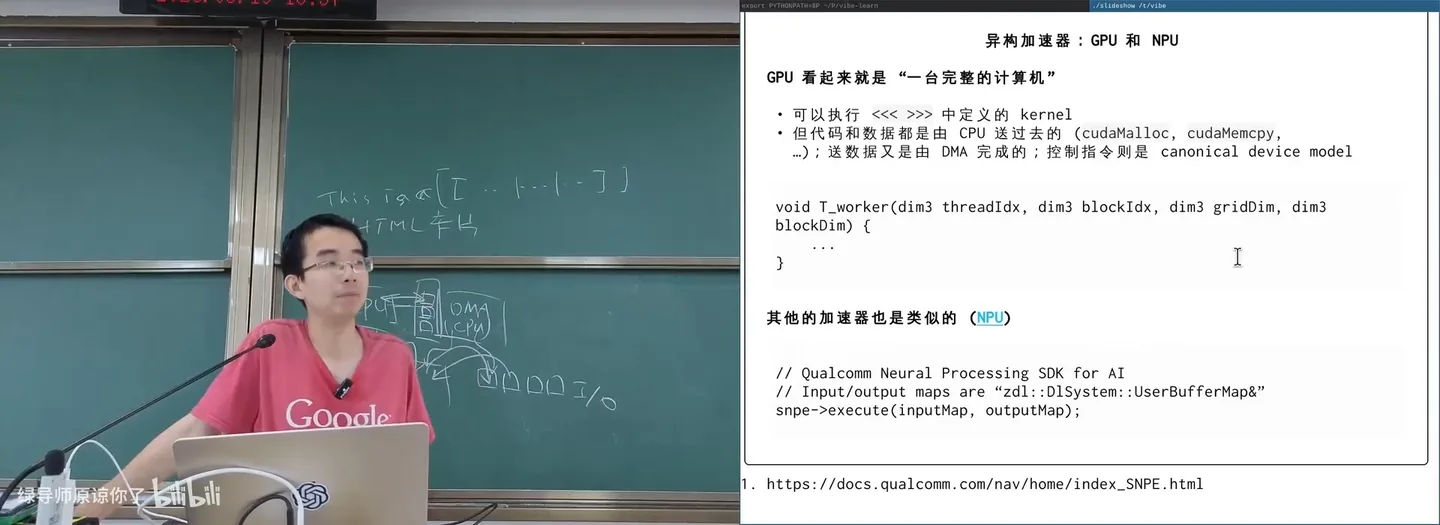 export PYTHONPATH=$P ~/P/vibe-learn
./slideshow /t/vibe
This is a [[ ... |...|... ] ]
HTML
DMA
CPU
I/O
Google
绿导师原谅你了 bilibili
异构加速器：GPU 和 NPU
GPU 看起来就是 “一台完整的计算机”
• 可以执行 <<< >>> 中定义的 kernel
• 但代码和数据都是由 CPU 送过去的 (cudaMalloc, cudaMemcpy,
…)；送数据又是由 DMA 完成的；控制指令则是 canonical device model
void T_worker(dim3 threadIdx, dim3 blockIdx, dim3 gridDim, dim3
blockDim) {
...
}
其他的加速器也是类似的 (NPU)
// Qualcomm Neural Processing SDK for AI
// Input/output maps are “zdl::DlSystem::UserBufferMap&”
snpe->execute(inputMap, outputMap);
1. https://docs.qualcomm.com/nav/home/index_SNPE.html